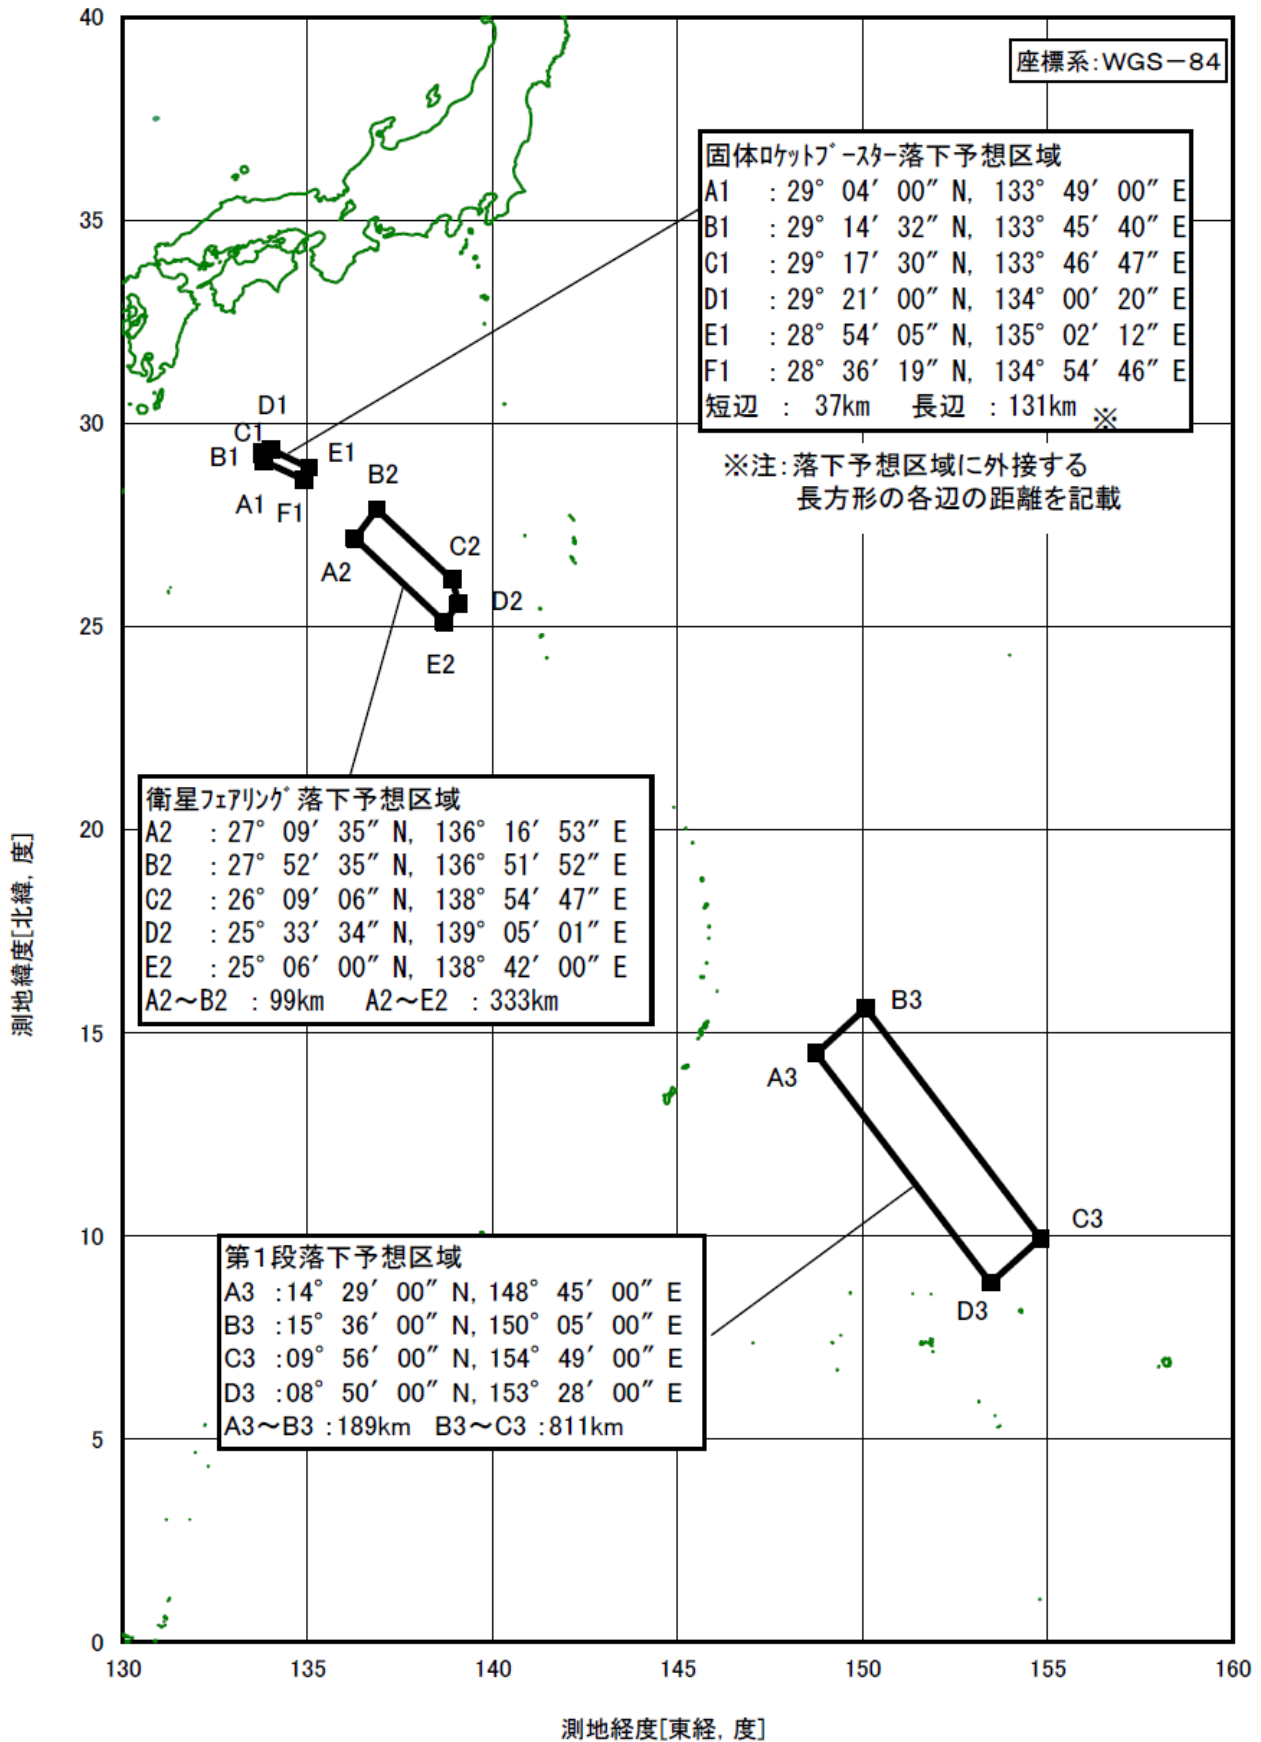 40
座標系:WGS-84
固体ロケットブースター落下予想区域
A1 :29° 04′ 00″ N, 133° 49′ 00″ E
35
B1 :29° 14′ 32″ N, 133° 45′ 40″ E
C1 :29° 17′ 30″ N, 133° 46′ 47″ E
D1 :29° 21′ 00″ N, 134° 00′ 20″ E
E1 :28° 54′ 05″ N, 135° 02′ 12″ E
F1 :28° 36′ 19″ N, 134° 54′ 46″ E
短辺 : 37km 長辺 :131km ※
30
D1
C1
B1
E1
A1
F1
※注:落下予想区域に外接する
長方形の各辺の距離を記載
B2
C2
A2
D2
25
E2
衛星フェアリング落下予想区域
A2 :27° 09′ 35″ N, 136° 16′ 53″ E
20
B2 :27° 52′ 35″ N, 136° 51′ 52″ E
C2 :26° 09′ 06″ N, 138° 54′ 47″ E
D2 :25° 33′ 34″ N, 139° 05′ 01″ E
E2 :25° 06′ 00″ N, 138° 42′ 00″ E
A2~B2 :99km A2~E2 :333km
測地緯度[北緯, 度]
15
B3
A3
C3
10
D3
第1段落下予想区域
A3 :14° 29′ 00″ N, 148° 45′ 00″ E
B3 :15° 36′ 00″ N, 150° 05′ 00″ E
C3 :09° 56′ 00″ N, 154° 49′ 00″ E
D3 :08° 50′ 00″ N, 153° 28′ 00″ E
A3~B3 :189km B3~C3 :811km
5
0
130 135 140 145 150 155 160
測地経度[東経, 度]